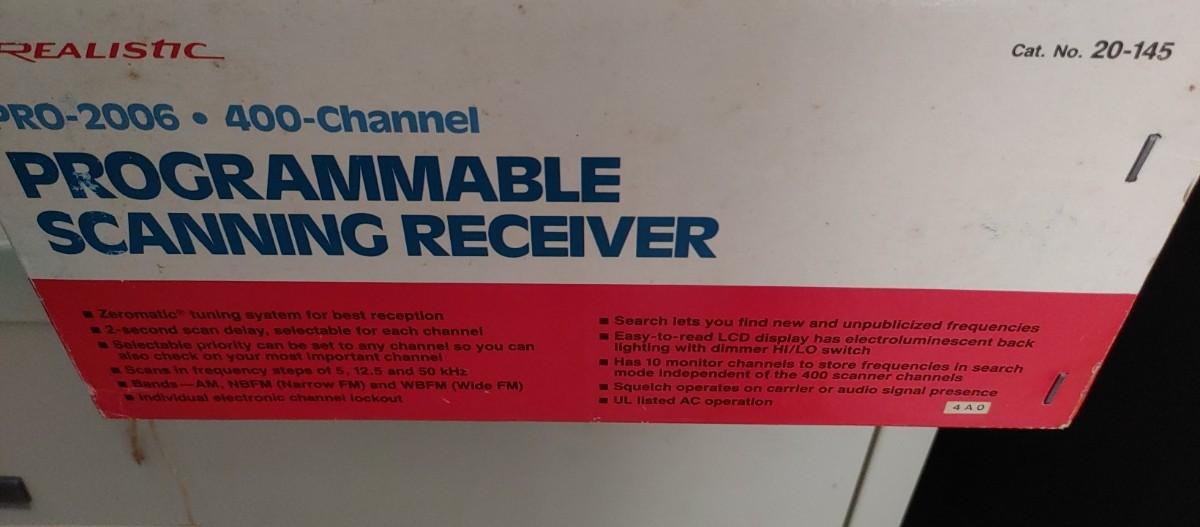 REALISTIC
Cat. No. 20-145
PRO-2006 • 400-Channel
PROGRAMMABLE
SCANNING RECEIVER
■ Zeromatic® tuning system for best reception
■ 2-second scan delay, selectable for each channel
■ Selectable priority can be set to any channel so you can
also check on your most important channel
■ Scans in frequency steps of 5, 12.5 and 50 kHz
■ Bands—AM, NBFM (Narrow FM) and WBFM (Wide FM)
■ Individual electronic channel lockout
■ Search lets you find new and unpublicized frequencies
■ Easy-to-read LCD display has electroluminescent back
lighting with dimmer HI/LO switch
■ Has 10 monitor channels to store frequencies in search
mode independent of the 400 scanner channels
■ Squelch operates on carrier or audio signal presence
■ UL listed AC operation
4A0